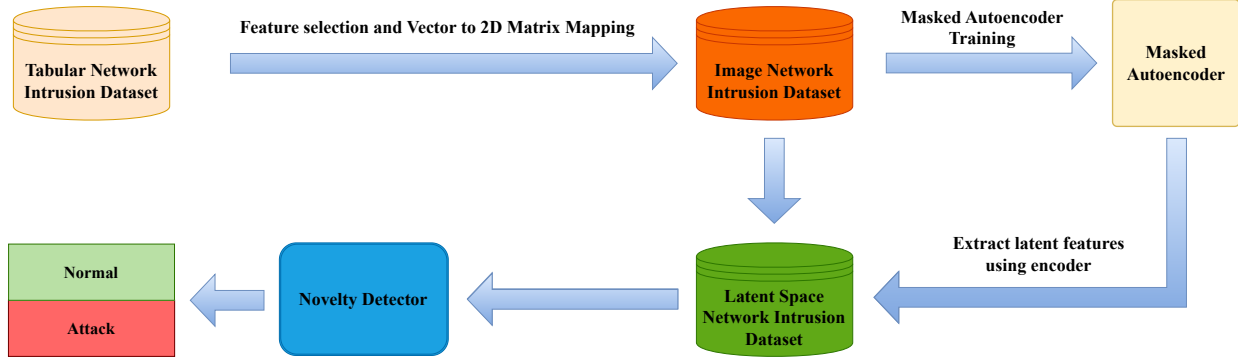 Feature selection and Vector to 2D Matrix Mapping
Masked Autoencoder
Training
Tabular Network
Intrusion Dataset
Image Network
Intrusion Dataset
Masked
Autoencoder
Extract latent features
using encoder
Latent Space
Network Intrusion
Dataset
Novelty Detector
Normal
Attack